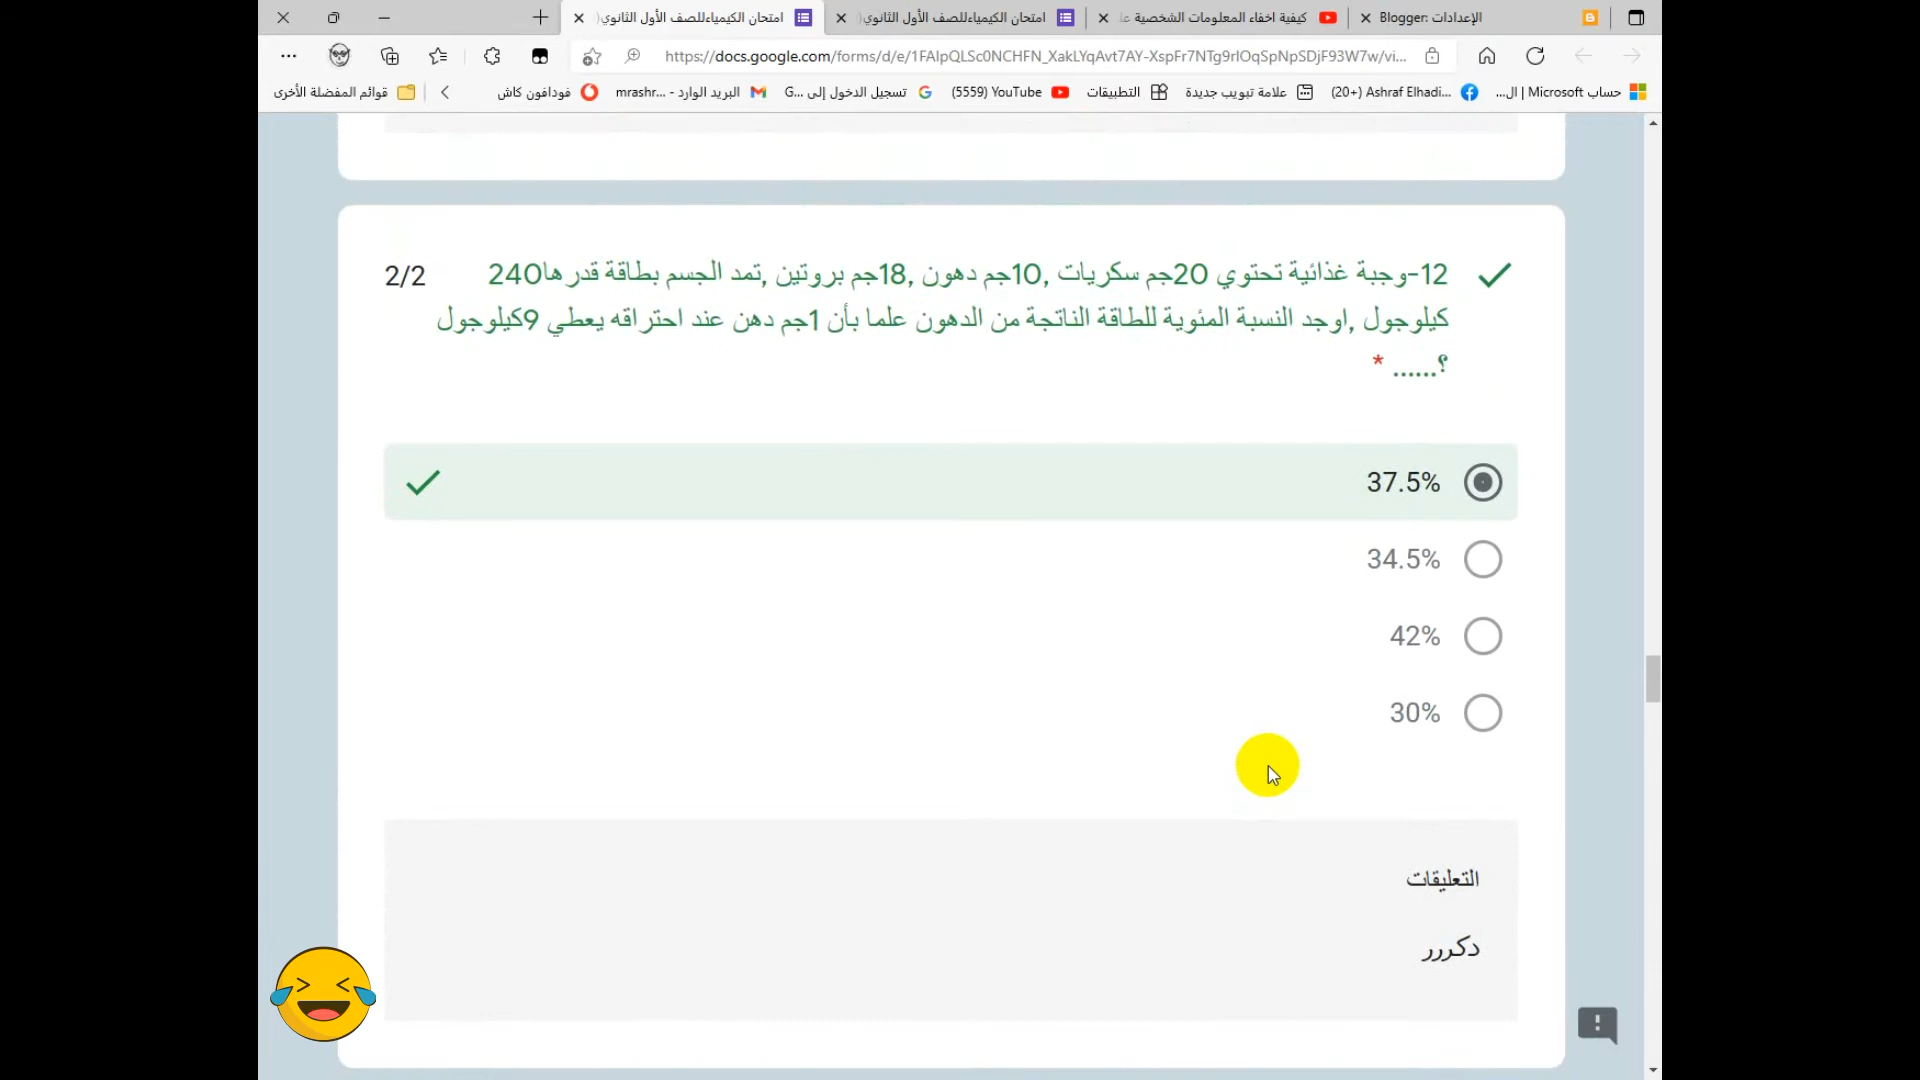 امتحان الكيمياءللصف الأول الثانوي(
امتحان الكيمياءللصف الأول الثانوي(
كيفية اخفاء المعلومات الشخصية عا
الإعدادات: Blogger
https://docs.google.com/forms/d/e/1FAIpQLSc0NCHFN_XakLYqAvt7AY-XspFr7NTg9rIOqSpNpSDjF93W7w/vi...
قوائم المفضلة الأخرى
فودافون كاش
البريد الوارد - mrashr...
تسجيل الدخول إلى G...
(5559) YouTube
التطبيقات
علامة تبويب جديدة
(20+) Ashraf Elhadi...
حساب Microsoft | ال...
12-وجبة غذائية تحتوي 20جم سكريات ,10جم دهون ,18جم بروتين ,تمد الجسم بطاقة قدرها240
2/2
كيلوجول ,اوجد النسبة المئوية للطاقة الناتجة من الدهون علما بأن 1جم دهن عند احتراقه يعطي 9كيلوجول
؟...... *
37.5%
34.5%
42%
30%
التعليقات
دكررر